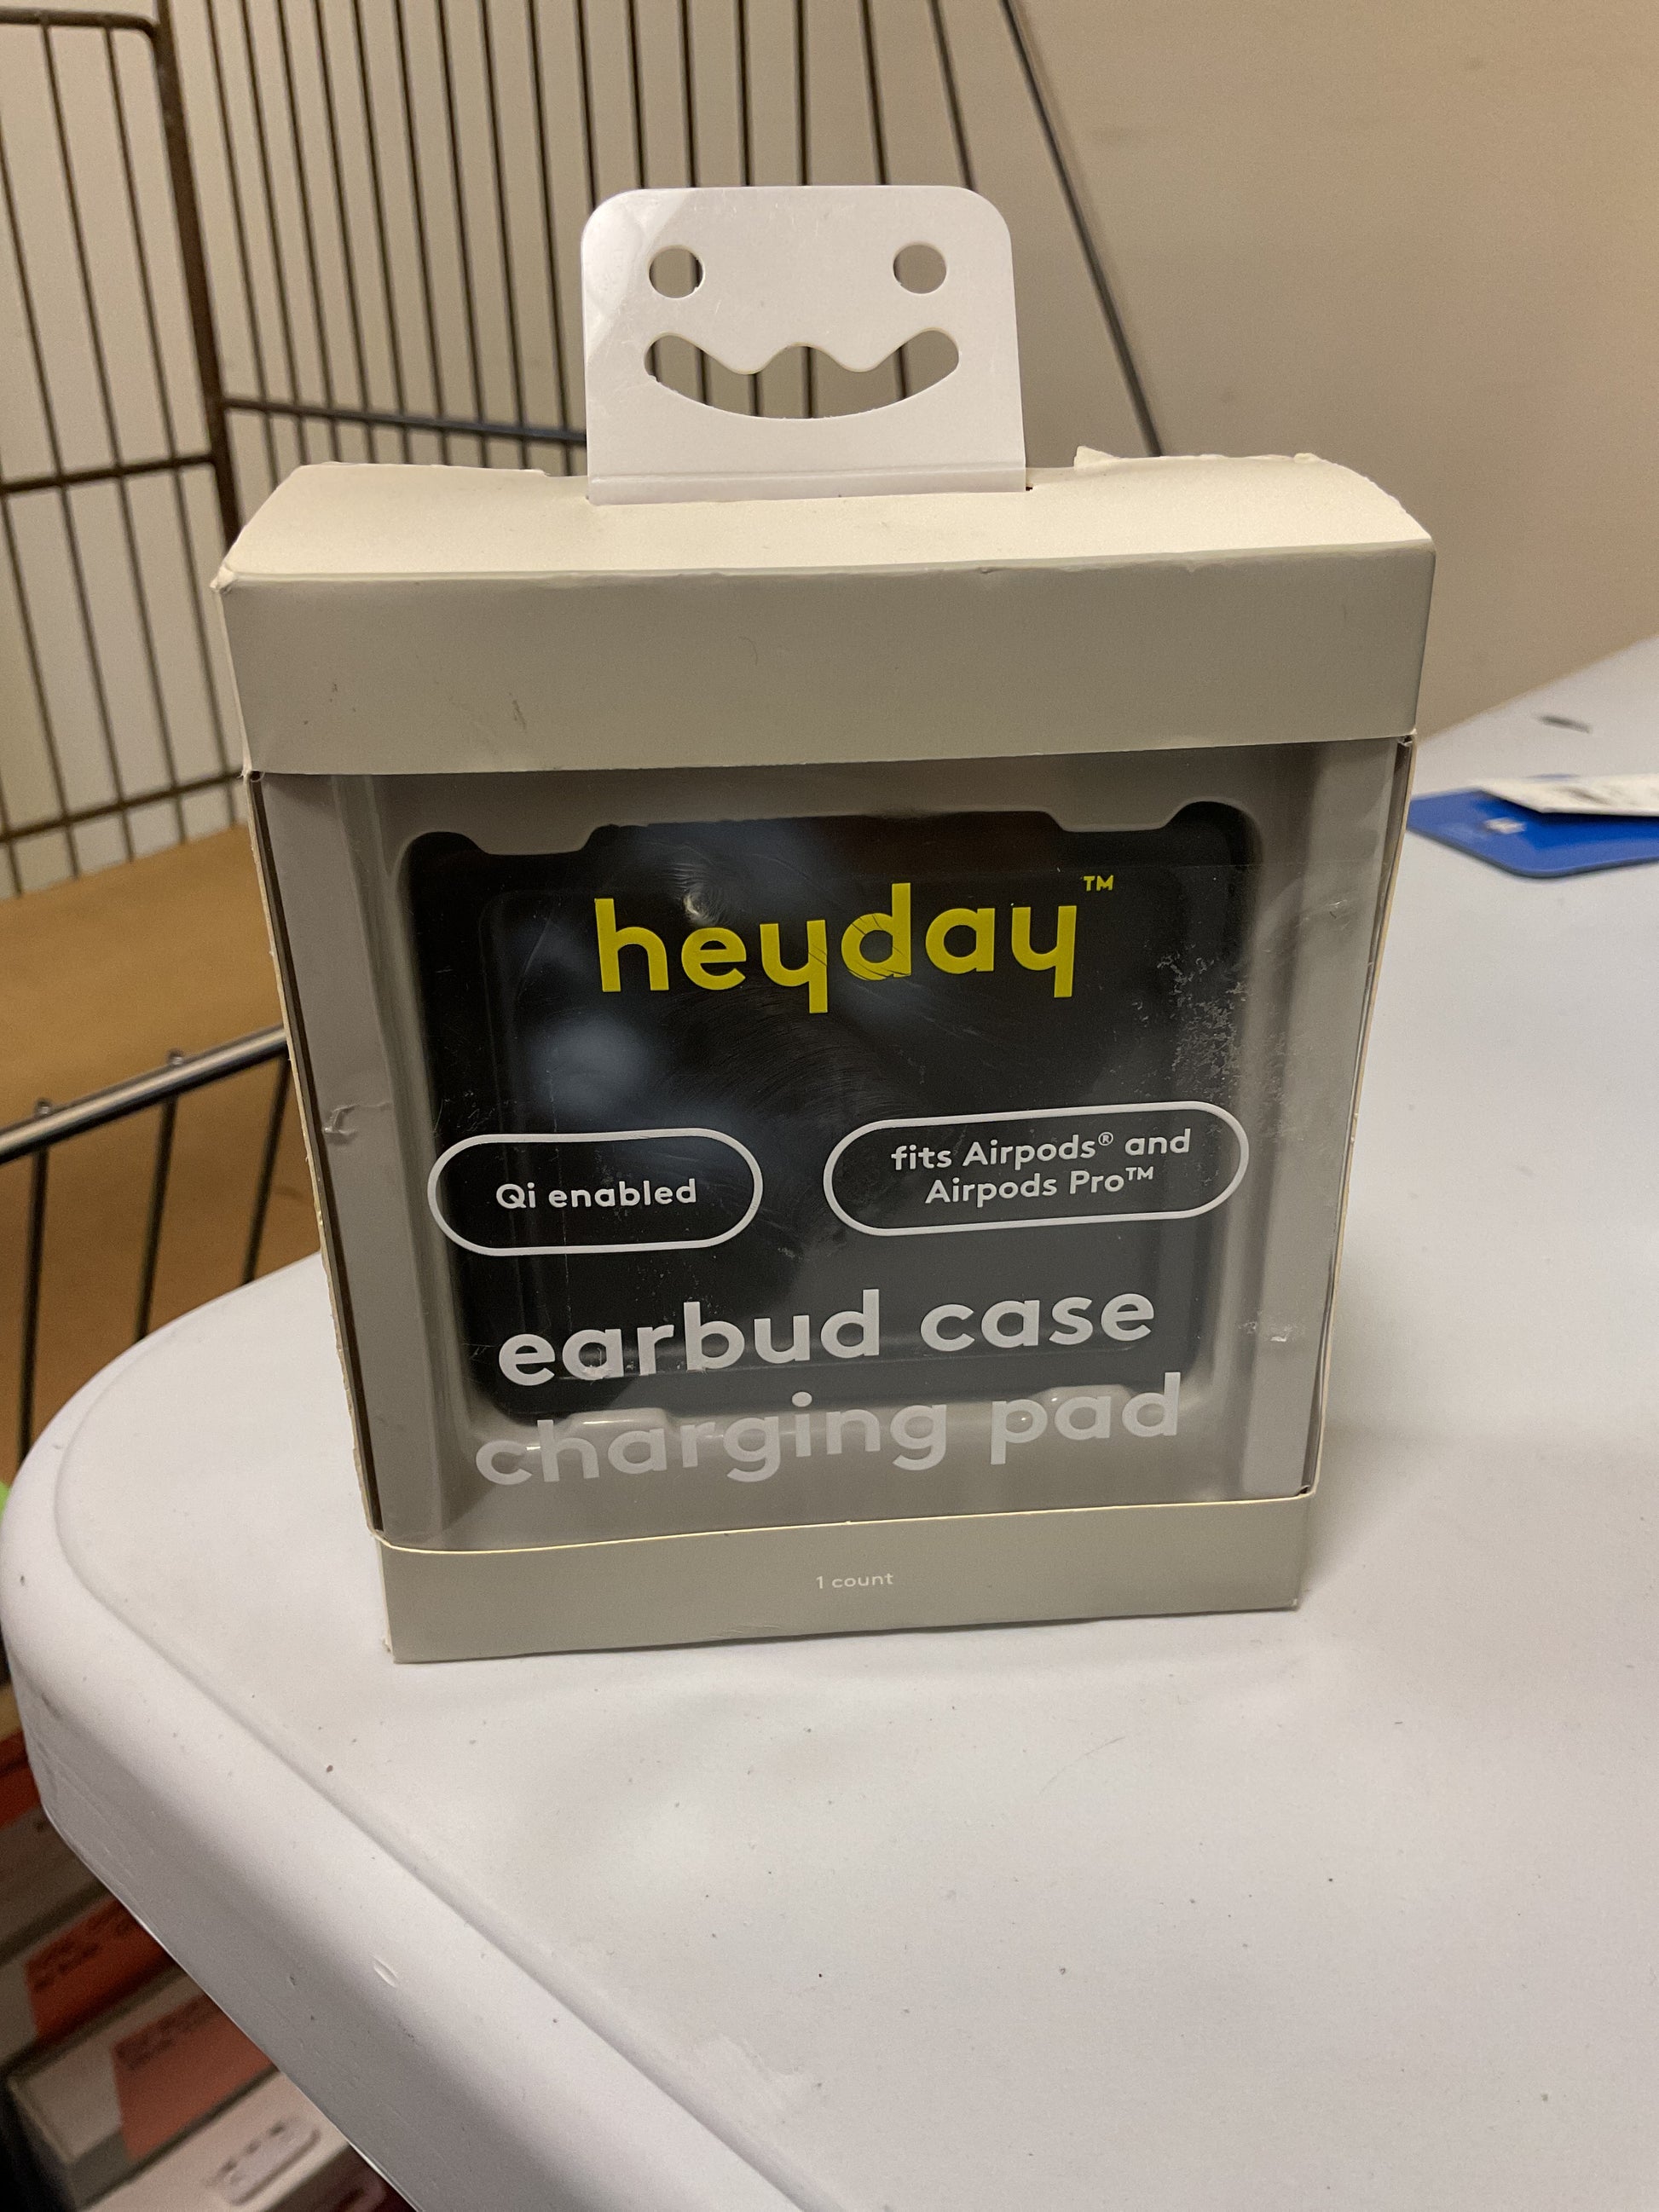 heyday™
Qi enabled
fits Airpods® and
Airpods Pro™
earbud case
charging pad
1 count